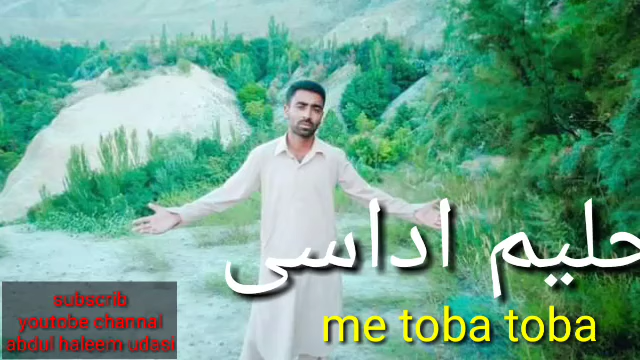 حلیم اداسی
me toba toba
subscrib
youtobe channal
abdul haleem udasi